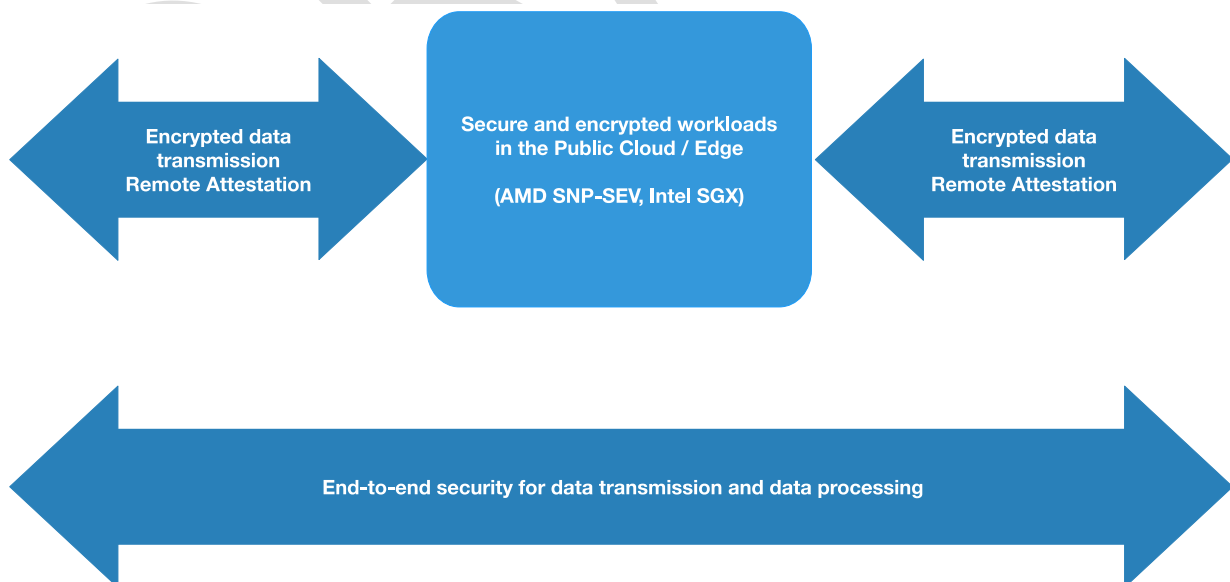 Encrypted data
transmission
Remote Attestation
Secure and encrypted workloads
in the Public Cloud / Edge
(AMD SNP-SEV, Intel SGX)
Encrypted data
transmission
Remote Attestation
End-to-end security for data transmission and data processing